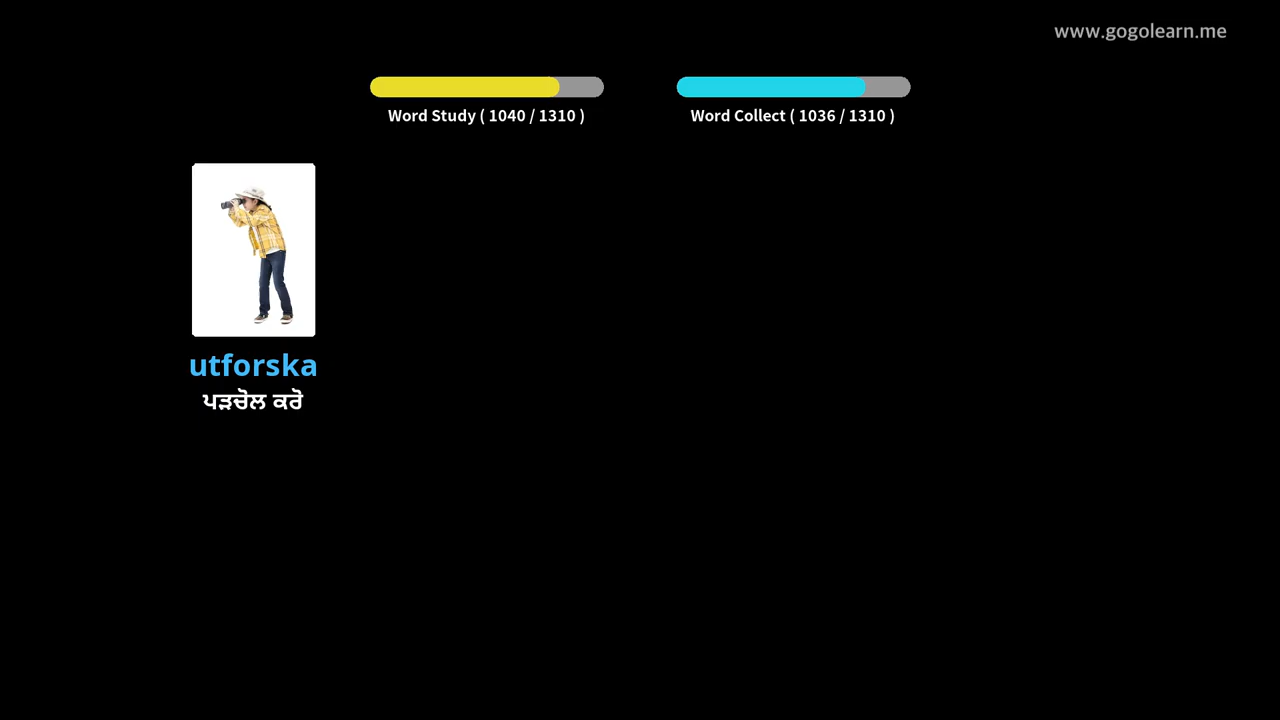 www.gogolearn.me
Word Study ( 1040 / 1310 )
Word Collect ( 1036 / 1310 )
utforska
ਪੜਚੋਲ ਕਰੋ